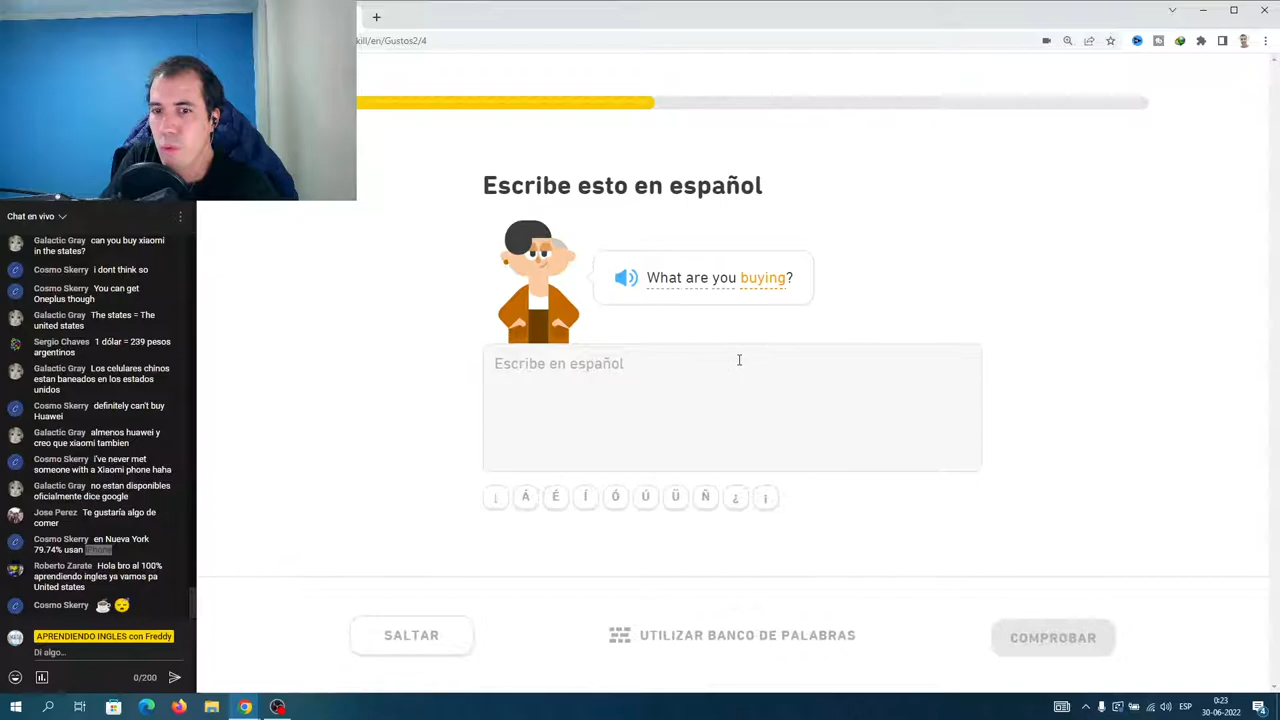 kill/en/Gustos2/4
Chat en vivo
Galactic Gray can you buy xiaomi
in the states?
Cosmo Skerry i dont think so
Cosmo Skerry You can get
Oneplus though
Galactic Gray The states = The
united states
Sergio Chaves 1 dólar = 239 pesos
argentinos
Galactic Gray Los celulares chinos
estan baneados en los estados
unidos
Cosmo Skerry definitely can't buy
Huawei
Galactic Gray almenos huawei y
creo que xiaomi tambien
Cosmo Skerry i've never met
someone with a Xiaomi phone haha
Galactic Gray no estan disponibles
oficialmente dice google
Jose Perez Te gustaría algo de
comer
Cosmo Skerry en Nueva York
79.74% usan iPhone
Roberto Zarate Hola bro al 100%
aprendiendo ingles ya vamos pa
United states
Cosmo Skerry ☕😴
APRENDIENDO INGLES con Freddy
Di algo...
0/200
Escribe esto en español
What are you buying?
Escribe en español
↓ Á É Í Ó Ú Ü Ñ ¿ ¡
SALTAR
UTILIZAR BANCO DE PALABRAS
COMPROBAR
ESP
0:23
30-06-2022
4